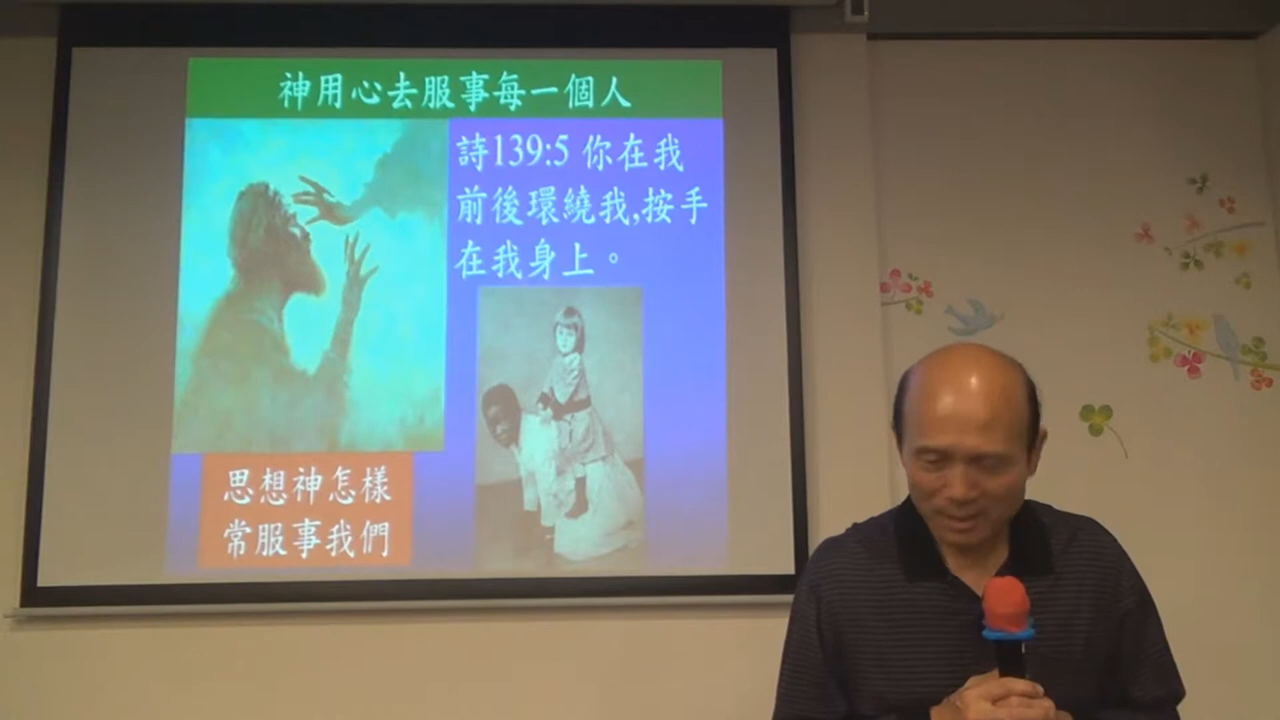 神用心去服事每一個人
詩139:5 你在我
前後環繞我,按手
在我身上。
思想神怎樣
常服事我們